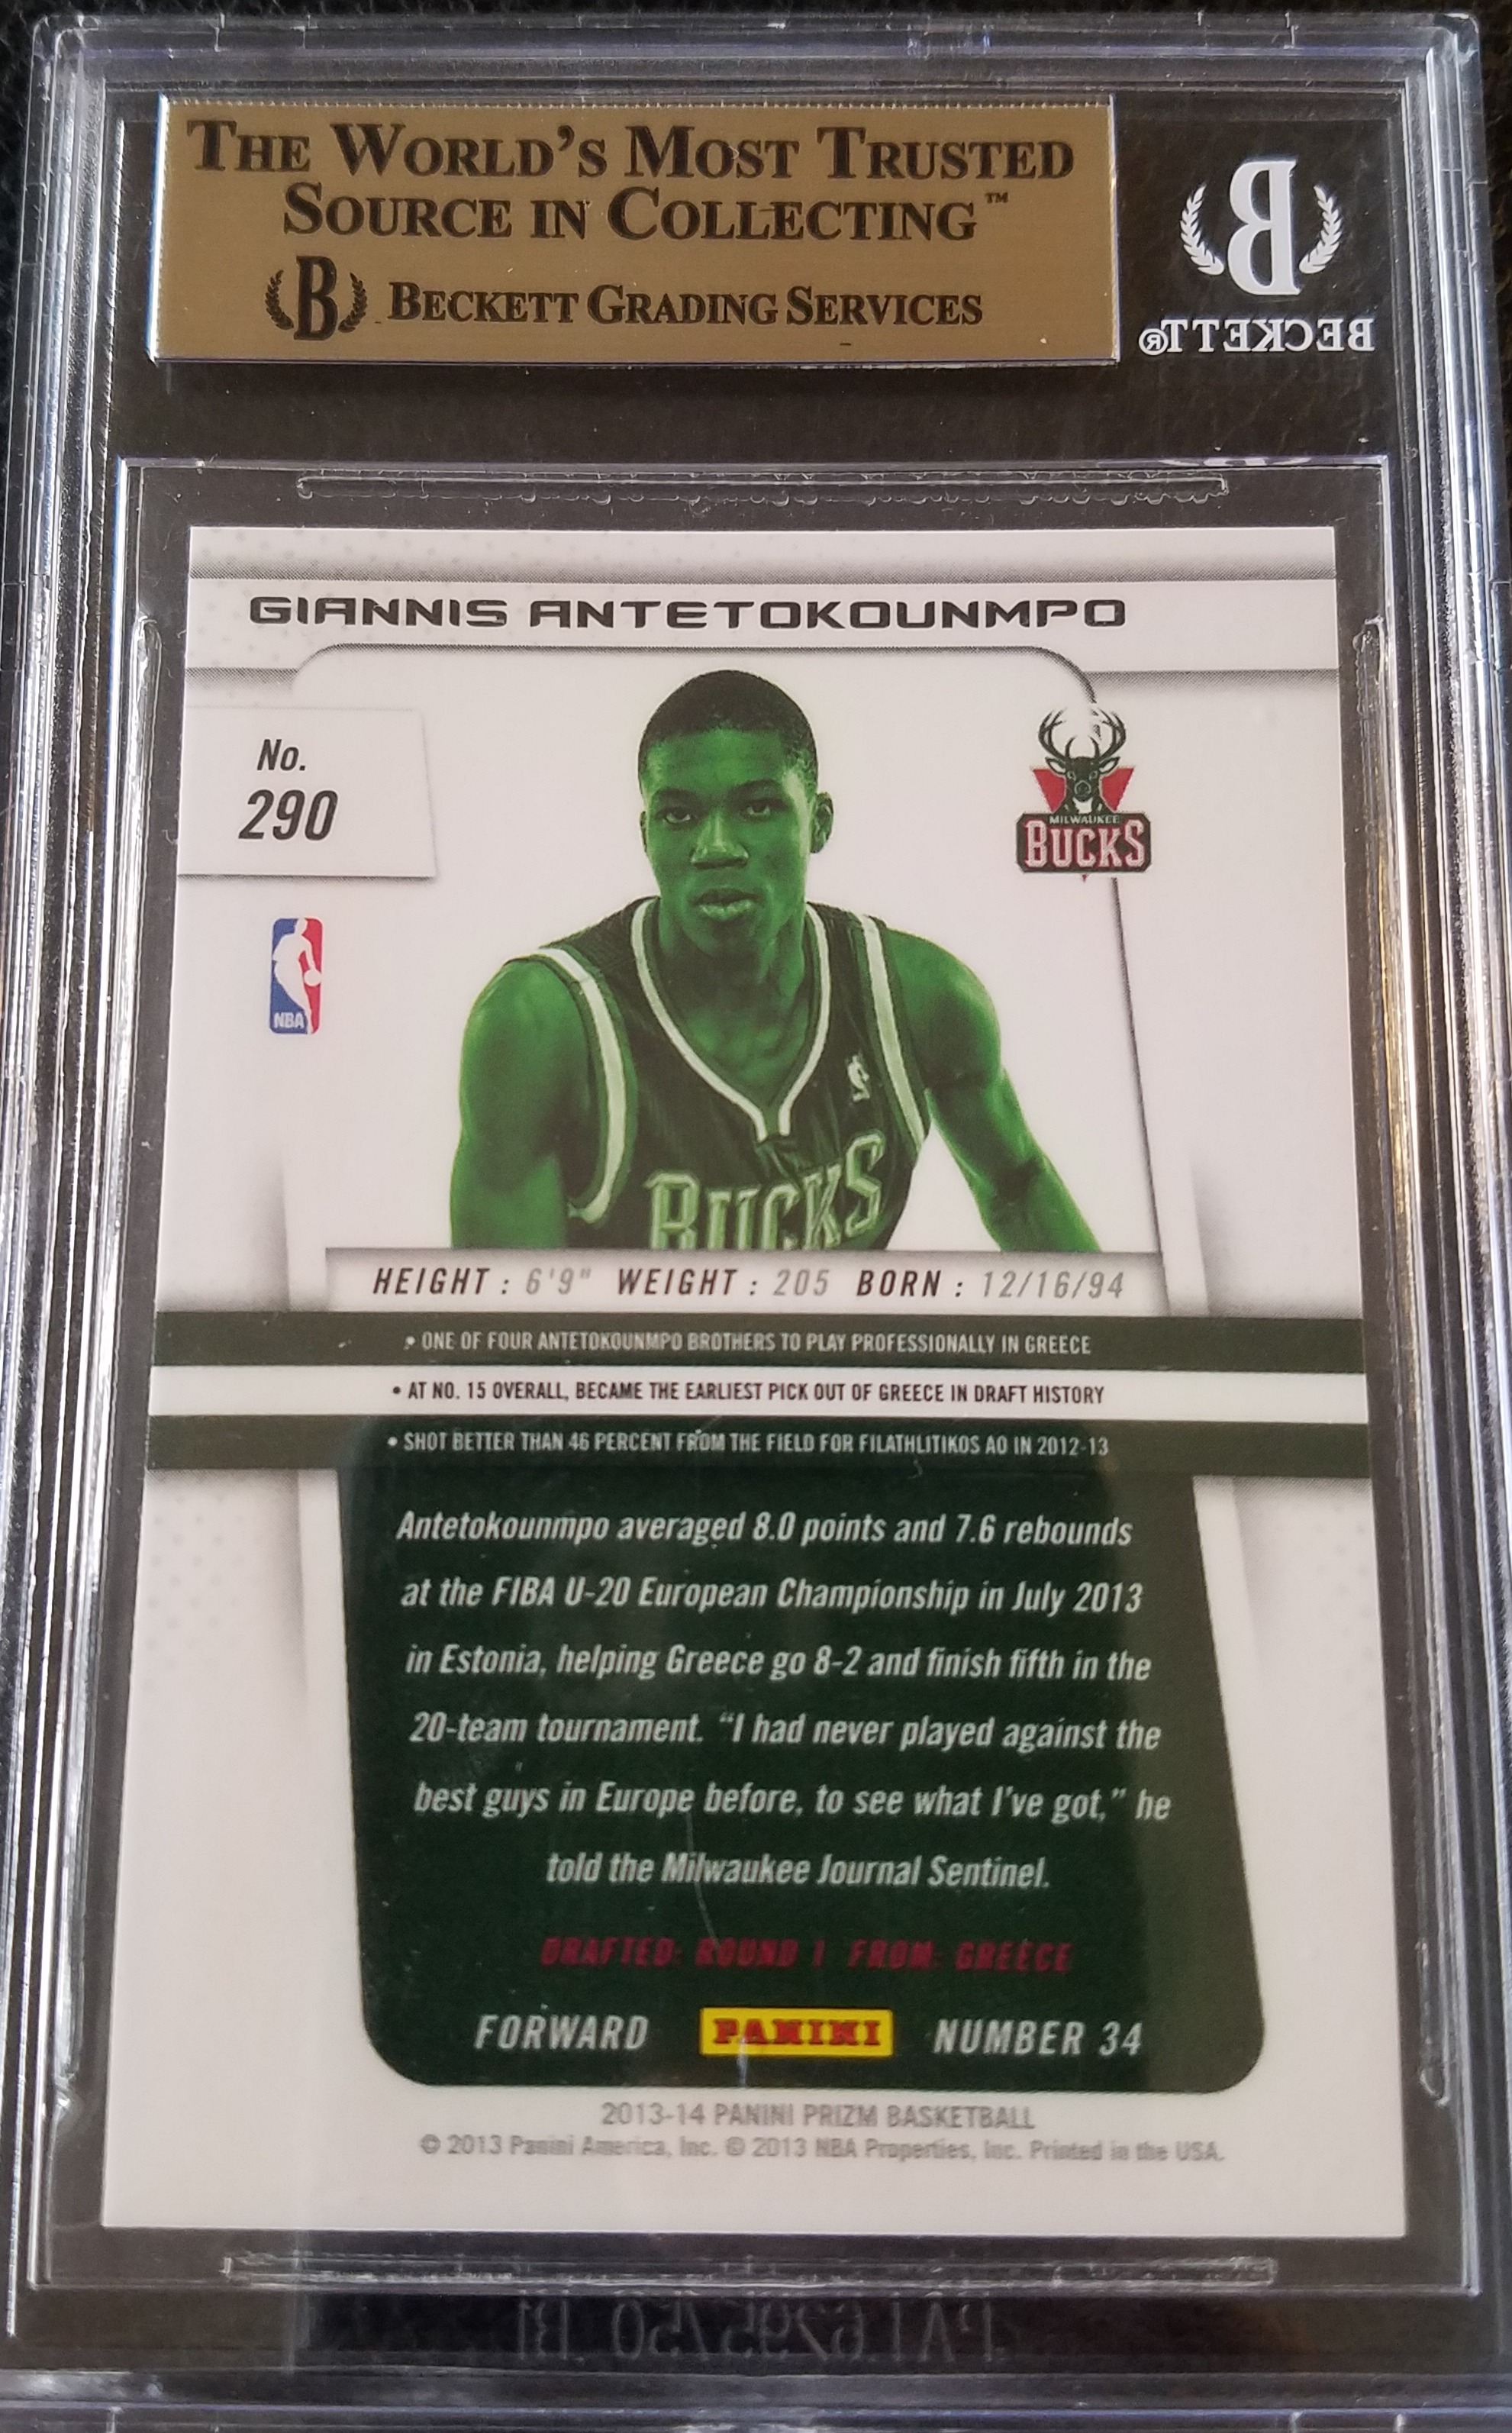 THE WORLD'S MOST TRUSTED
SOURCE IN COLLECTING™
B BECKETT GRADING SERVICES
B
BECKETT®
GIANNIS ANTETOKOUNMPO
No.
290
MILWAUKEE
BUCKS
NBA
BUCKS
HEIGHT : 6'9" WEIGHT : 205 BORN : 12/16/94
• ONE OF FOUR ANTETOKOUNMPO BROTHERS TO PLAY PROFESSIONALLY IN GREECE
• AT NO. 15 OVERALL, BECAME THE EARLIEST PICK OUT OF GREECE IN DRAFT HISTORY
• SHOT BETTER THAN 46 PERCENT FROM THE FIELD FOR FILATHLITIKOS AO IN 2012-13
Antetokounmpo averaged 8.0 points and 7.6 rebounds
at the FIBA U-20 European Championship in July 2013
in Estonia, helping Greece go 8-2 and finish fifth in the
20-team tournament. “I had never played against the
best guys in Europe before, to see what I've got,” he
told the Milwaukee Journal Sentinel.
DRAFTED: ROUND 1 FROM: GREECE
FORWARD PANINI NUMBER 34
2013-14 PANINI PRIZM BASKETBALL
© 2013 Panini America, Inc. © 2013 NBA Properties, Inc. Printed in the USA.